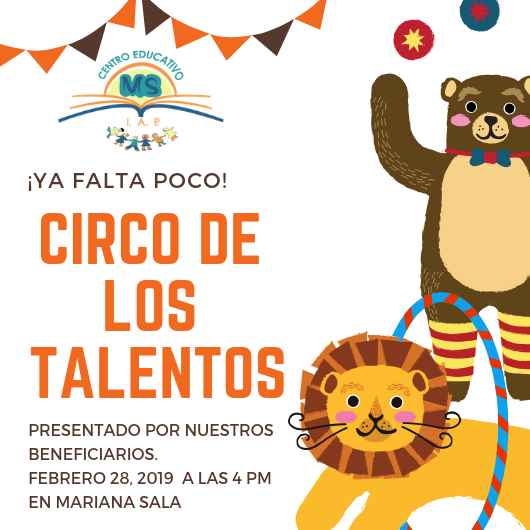 CENTRO EDUCATIVO
MS
I. A. P.
¡YA FALTA POCO!
CIRCO DE
LOS
TALENTOS
PRESENTADO POR NUESTROS
BENEFICIARIOS.
FEBRERO 28, 2019 A LAS 4 PM
EN MARIANA SALA